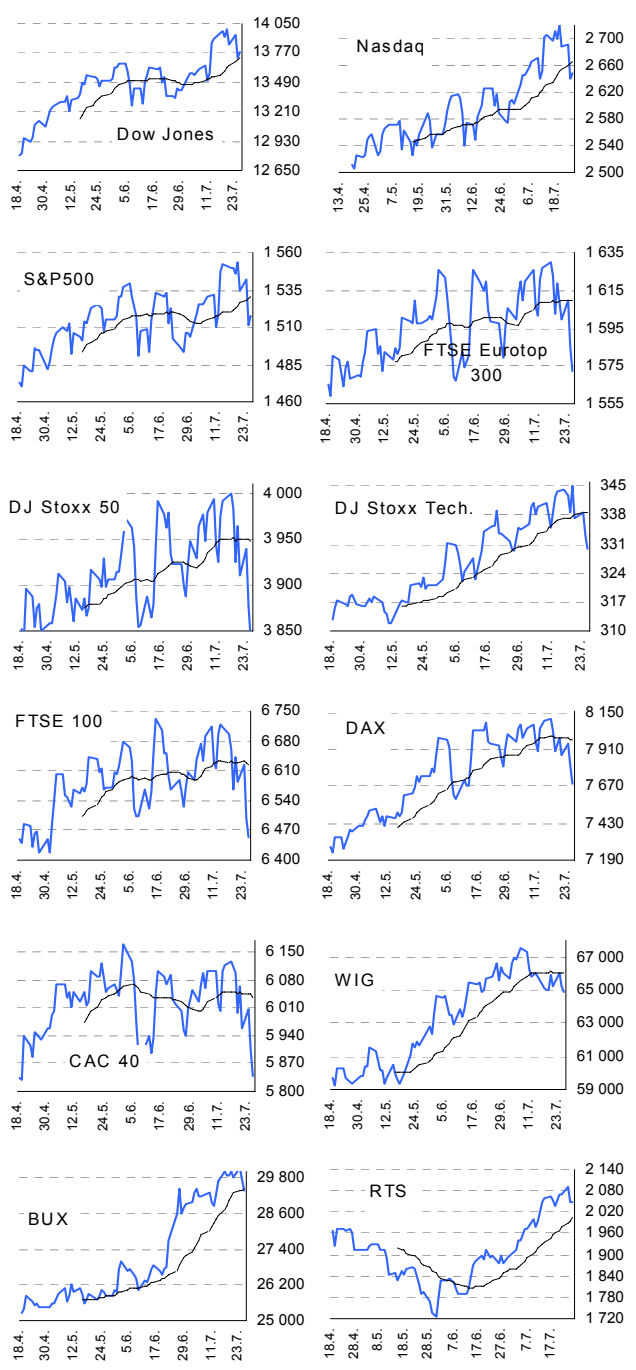 14 050
13 770
13 490
13 210
12 930
12 650
Dow Jones
18.4. 30.4. 12.5. 24.5. 5.6. 17.6. 29.6. 11.7. 23.7.
Nasdaq
2 700
2 660
2 620
2 580
2 540
2 500
13.4. 25.4. 7.5. 19.5. 31.5. 12.6. 24.6. 6.7. 18.7.
S&P500
1 560
1 535
1 510
1 485
1 460
18.4. 30.4. 12.5. 24.5. 5.6. 17.6. 29.6. 11.7. 23.7.
1 635
1 615
1 595
1 575
1 555
FTSE Eurotop
300
18.4. 30.4. 12.5. 24.5. 5.6. 17.6. 29.6. 11.7. 23.7.
DJ Stoxx 50
4 000
3 950
3 900
3 850
18.4. 30.4. 12.5. 24.5. 5.6. 17.6. 29.6. 11.7. 23.7.
DJ Stoxx Tech.
345
338
331
324
317
310
18.4. 30.4. 12.5. 24.5. 5.6. 17.6. 29.6. 11.7. 23.7.
FTSE 100
6 750
6 680
6 610
6 540
6 470
6 400
18.4. 30.4. 12.5. 24.5. 5.6. 17.6. 29.6. 11.7. 23.7.
DAX
8 150
7 910
7 670
7 430
7 190
18.4. 30.4. 12.5. 24.5. 5.6. 17.6. 29.6. 11.7. 23.7.
6 150
6 080
6 010
5 940
5 870
5 800
CAC 40
18.4. 30.4. 12.5. 24.5. 5.6. 17.6. 29.6. 11.7. 23.7.
WIG
67 000
65 000
63 000
61 000
59 000
18.4. 30.4. 12.5. 24.5. 5.6. 17.6. 29.6. 11.7. 23.7.
BUX
29 800
28 600
27 400
26 200
25 000
18.4. 30.4. 12.5. 24.5. 5.6. 17.6. 29.6. 11.7. 23.7.
RTS
2 140
2 080
2 020
1 960
1 900
1 840
1 780
1 720
18.4. 28.4. 8.5. 18.5. 28.5. 7.6. 17.6. 27.6. 7.7. 17.7.